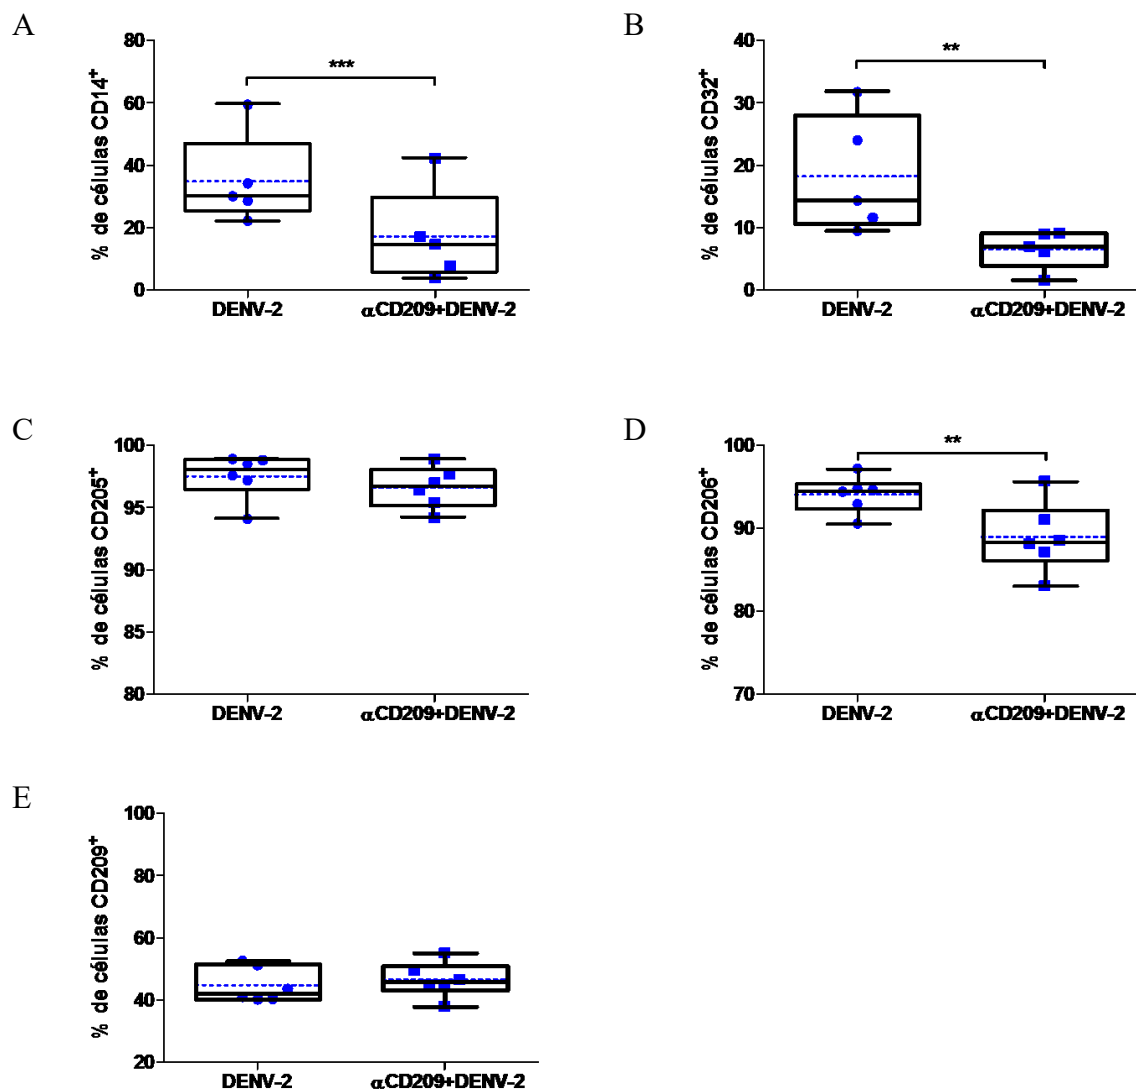 A
% de células CD14+
80
60
40
20
0
***
DENV-2
αCD209+DENV-2
B
% de células CD32+
40
30
20
10
0
**
DENV-2
αCD209+DENV-2
C
% de células CD205+
100
95
90
85
80
DENV-2
αCD209+DENV-2
D
% de células CD206+
100
90
80
70
**
DENV-2
αCD209+DENV-2
E
% de células CD209+
100
80
60
40
20
DENV-2
αCD209+DENV-2